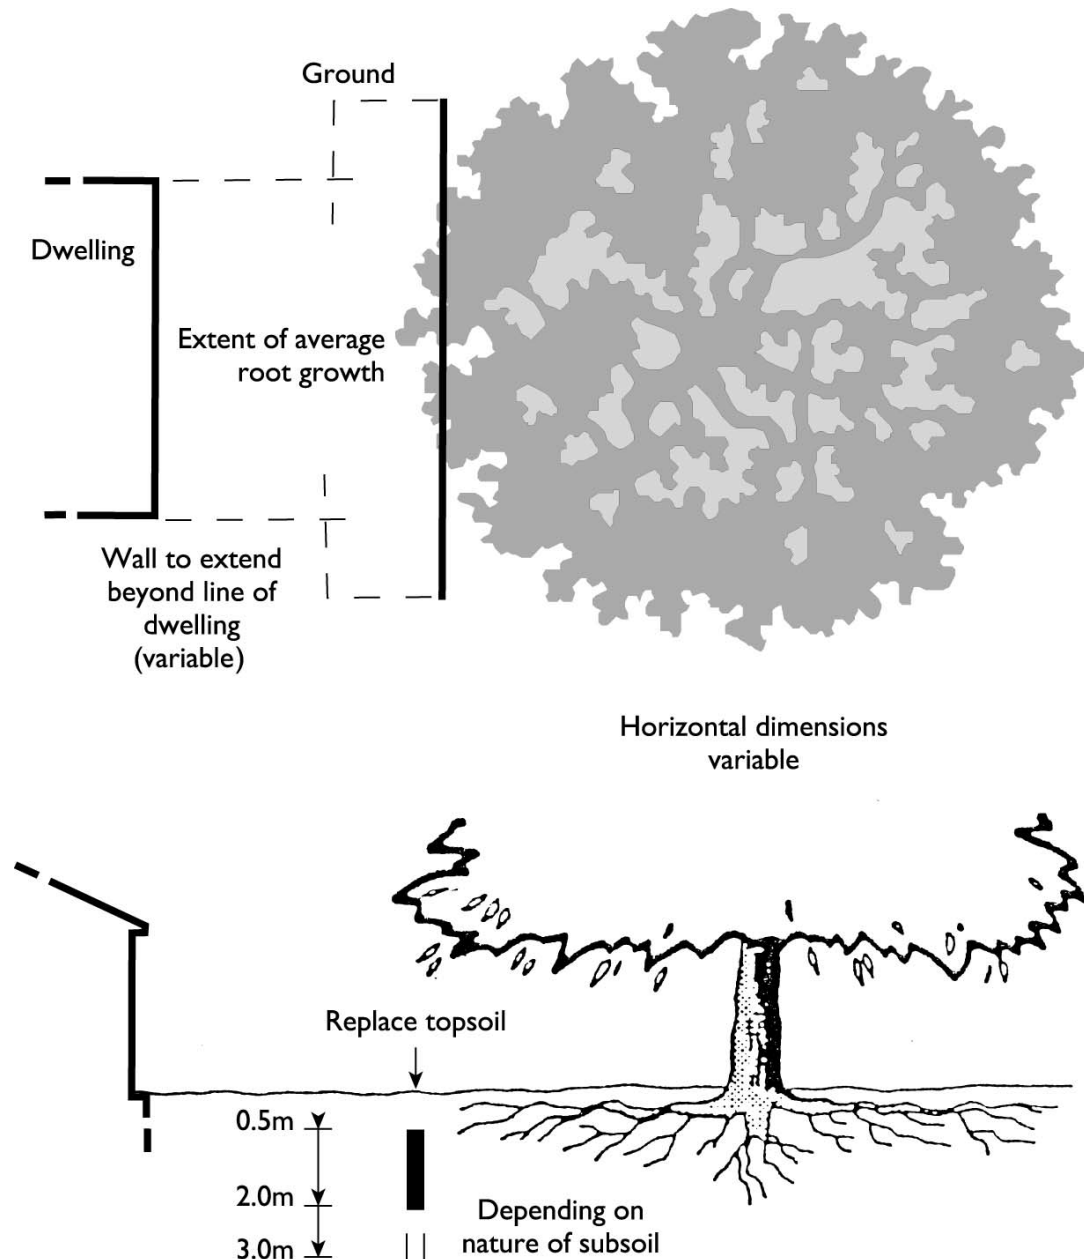 Ground
Dwelling
Extent of average
root growth
Wall to extend
beyond line of
dwelling
(variable)
Horizontal dimensions
variable
Replace topsoil
0.5m
2.0m
Depending on
nature of subsoil
3.0m